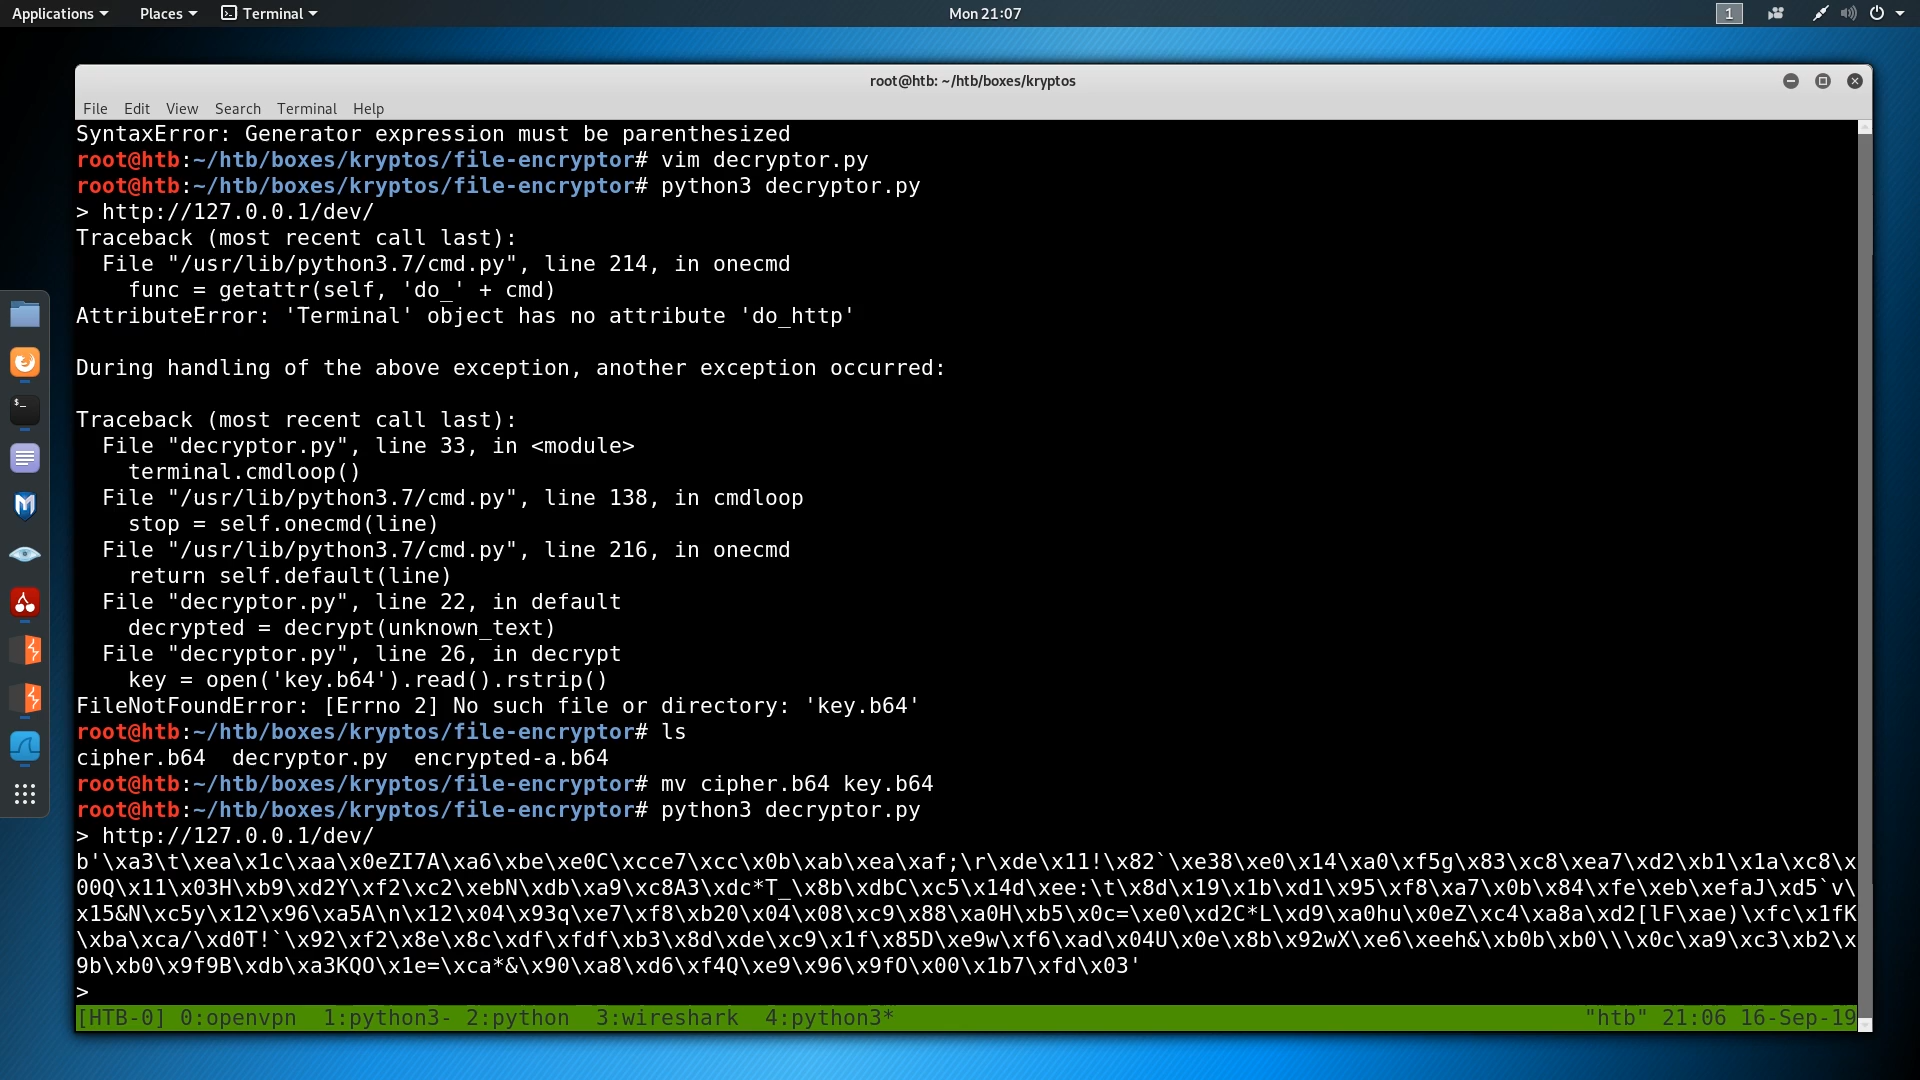 Applications Places Terminal Mon 21:07 1
root@htb: ~/htb/boxes/kryptos
File Edit View Search Terminal Help
SyntaxError: Generator expression must be parenthesized
root@htb:~/htb/boxes/kryptos/file-encryptor# vim decryptor.py
root@htb:~/htb/boxes/kryptos/file-encryptor# python3 decryptor.py
> http://127.0.0.1/dev/
Traceback (most recent call last):
  File "/usr/lib/python3.7/cmd.py", line 214, in onecmd
    func = getattr(self, 'do_' + cmd)
AttributeError: 'Terminal' object has no attribute 'do_http'
During handling of the above exception, another exception occurred:
Traceback (most recent call last):
  File "decryptor.py", line 33, in <module>
    terminal.cmdloop()
  File "/usr/lib/python3.7/cmd.py", line 138, in cmdloop
    stop = self.onecmd(line)
  File "/usr/lib/python3.7/cmd.py", line 216, in onecmd
    return self.default(line)
  File "decryptor.py", line 22, in default
    decrypted = decrypt(unknown_text)
  File "decryptor.py", line 26, in decrypt
    key = open('key.b64').read().rstrip()
FileNotFoundError: [Errno 2] No such file or directory: 'key.b64'
root@htb:~/htb/boxes/kryptos/file-encryptor# ls
cipher.b64  decryptor.py  encrypted-a.b64
root@htb:~/htb/boxes/kryptos/file-encryptor# mv cipher.b64 key.b64
root@htb:~/htb/boxes/kryptos/file-encryptor# python3 decryptor.py
> http://127.0.0.1/dev/
b'\xa3\t\xea\x1c\xaa\x0eZI7A\xa6\xbe\xe0C\xcce7\xcc\x0b\xab\xea\xaf;\r\xde\x11!\x82`\xe38\xe0\x14\xa0\xf5g\x83\xc8\xea7\xd2\xb1\x1a\xc8\x
00Q\x11\x03H\xb9\xd2Y\xf2\xc2\xebN\xdb\xa9\xc8A3\xdc*T_\x8b\xdbC\xc5\x14d\xee:\t\x8d\x19\x1b\xd1\x95\xf8\xa7\x0b\x84\xfe\xeb\xefaJ\xd5`v\
x15&N\xc5y\x12\x96\xa5A\n\x12\x04\x93q\xe7\xf8\xb20\x04\x08\xc9\x88\xa0H\xb5\x0c=\xe0\xd2C*L\xd9\xa0hu\x0eZ\xc4\xa8a\xd2[lF\xae)\xfc\x1fK
\xba\xca/\xd0T!`\x92\xf2\x8e\x8c\xdf\xfdf\xb3\x8d\xde\xc9\x1f\x85D\xe9w\xf6\xad\x04U\x0e\x8b\x92wX\xe6\xeeh&\xb0b\xb0\\\x0c\xa9\xc3\xb2\x
9b\xb0\x9f9B\xdb\xa3KQO\x1e=\xca*&\x90\xa8\xd6\xf4Q\xe9\x96\x9fO\x00\x1b7\xfd\x03'
>
[HTB-0] 0:openvpn  1:python3- 2:python  3:wireshark  4:python3* "htb" 21:06 16-Sep-19